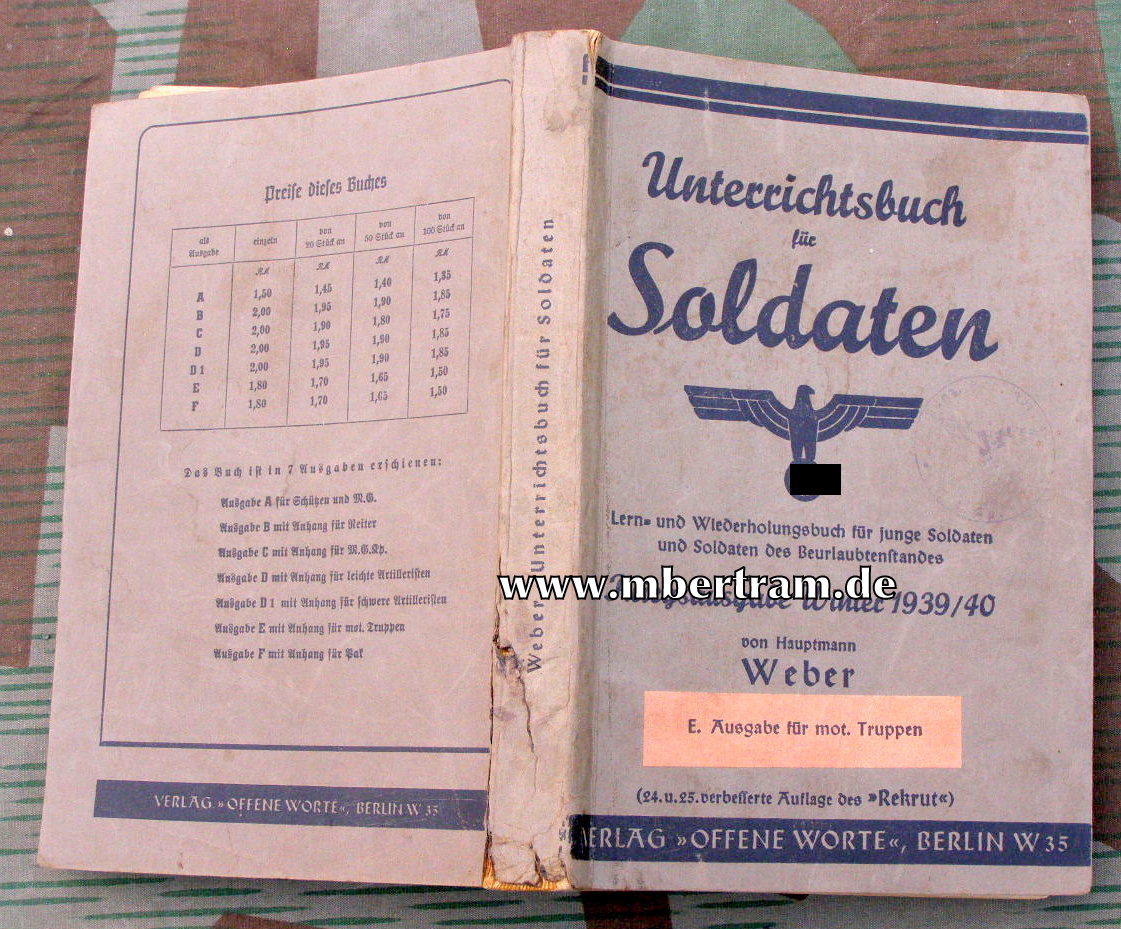 Preise dieses Buches
als Ausgabe einzeln von 20 Stück an von 50 Stück an von 100 Stück an
RM RM RM RM
A 1,50 1,45 1,40 1,35
B 2,00 1,95 1,90 1,85
C 2,00 1,90 1,80 1,75
D 2,00 1,95 1,90 1,85
D1 2,00 1,95 1,90 1,85
E 1,80 1,70 1,65 1,50
F 1,80 1,70 1,65 1,50
Das Buch ist in 7 Ausgaben erschienen:
Ausgabe A für Schützen und M.G.
Ausgabe B mit Anhang für Reiter
Ausgabe C mit Anhang für M.G.Kp.
Ausgabe D mit Anhang für leichte Artilleristen
Ausgabe D1 mit Anhang für schwere Artilleristen
Ausgabe E mit Anhang für mot. Truppen
Ausgabe F mit Anhang für Pak
VERLAG »OFFENE WORTE«, BERLIN W 35
Weber Unterrichtsbuch für Soldaten
Unterrichtsbuch
für
Soldaten
Lern- und Wiederholungsbuch für junge Soldaten
und Soldaten des Beurlaubtenstandes
www.mbertram.de
Winter 1939/40
von Hauptmann
Weber
E. Ausgabe für mot. Truppen
(24. u. 25. verbesserte Auflage des »Rekrut«)
VERLAG »OFFENE WORTE«, BERLIN W 35